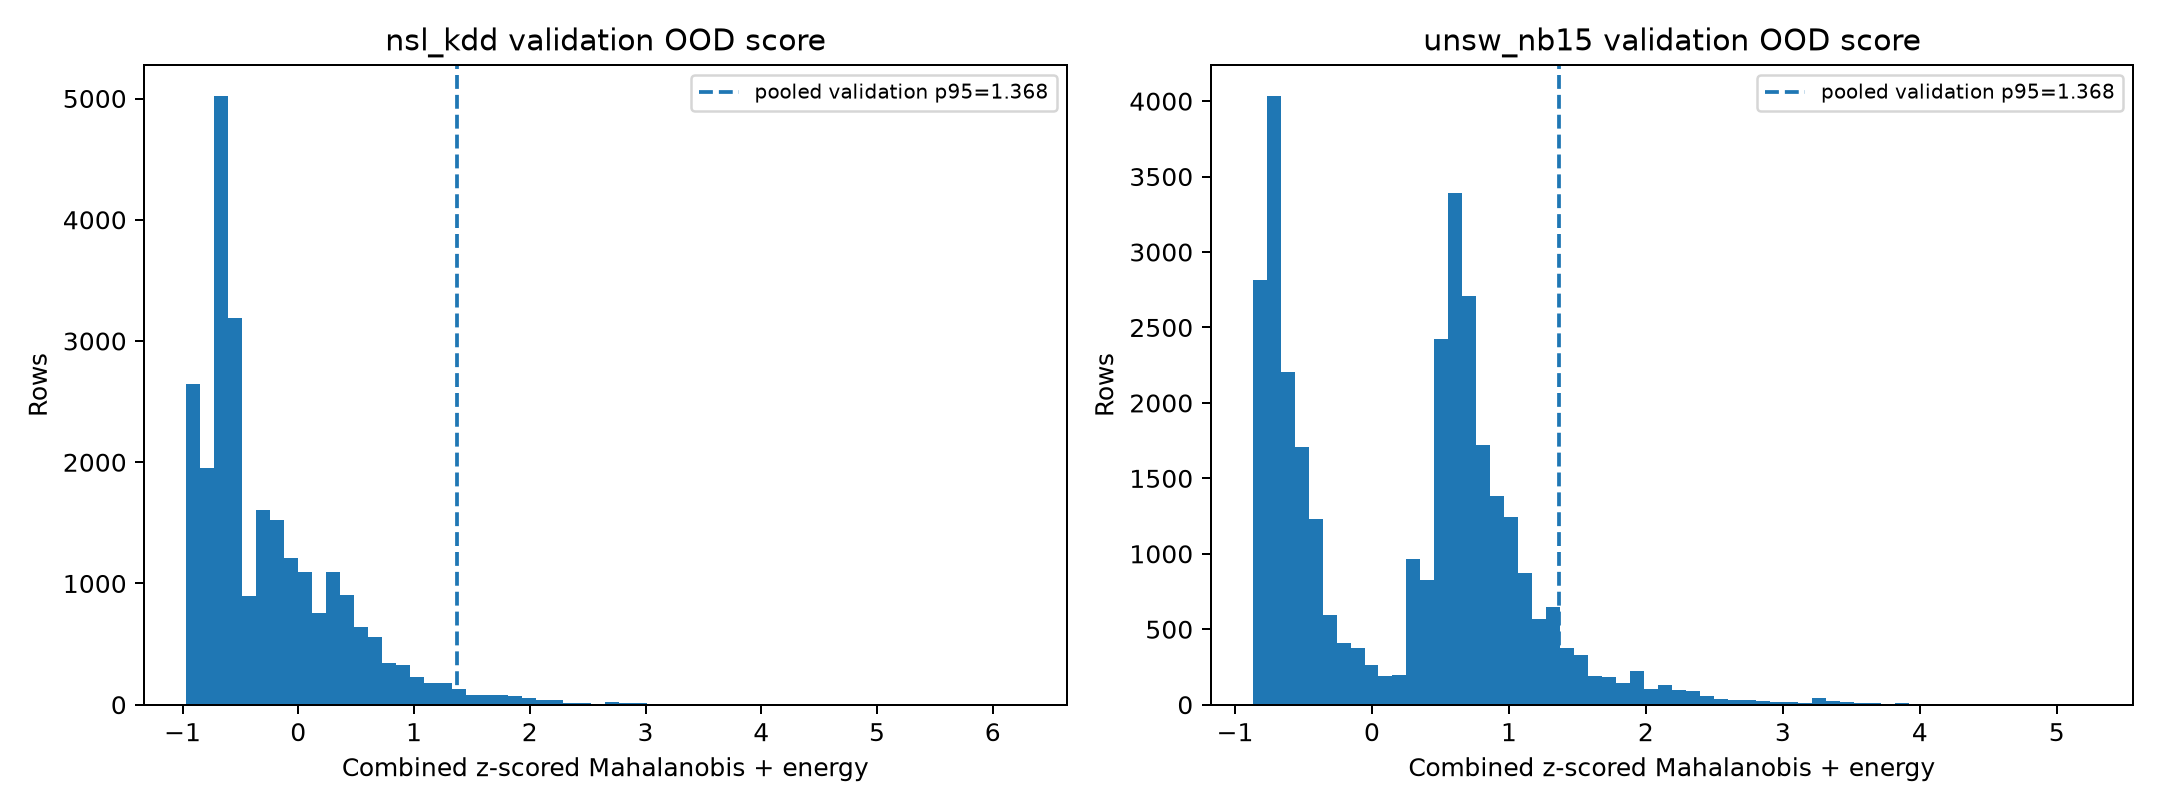 nsl_kdd validation OOD score
pooled validation p95=1.368
5000
4000
3000
2000
1000
0
Rows
−1 0 1 2 3 4 5 6
Combined z-scored Mahalanobis + energy
unsw_nb15 validation OOD score
pooled validation p95=1.368
4000
3500
3000
2500
2000
1500
1000
500
0
Rows
−1 0 1 2 3 4 5
Combined z-scored Mahalanobis + energy